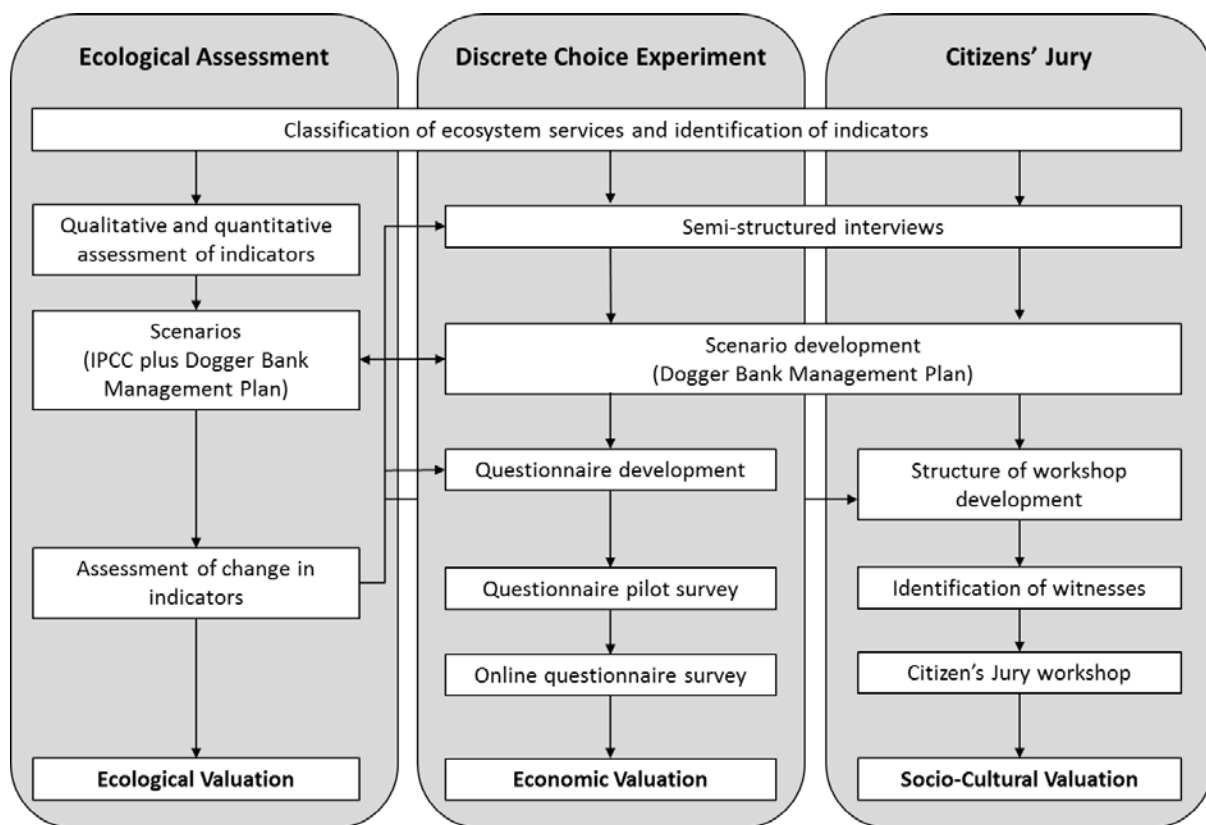 Ecological Assessment
Discrete Choice Experiment
Citizens' Jury
Classification of ecosystem services and identification of indicators
Qualitative and quantitative
assessment of indicators
Semi-structured interviews
Scenarios
(IPCC plus Dogger Bank
Management Plan)
Scenario development
(Dogger Bank Management Plan)
Questionnaire development
Structure of workshop
development
Assessment of change in
indicators
Questionnaire pilot survey
Identification of witnesses
Online questionnaire survey
Citizen's Jury workshop
Ecological Valuation
Economic Valuation
Socio-Cultural Valuation